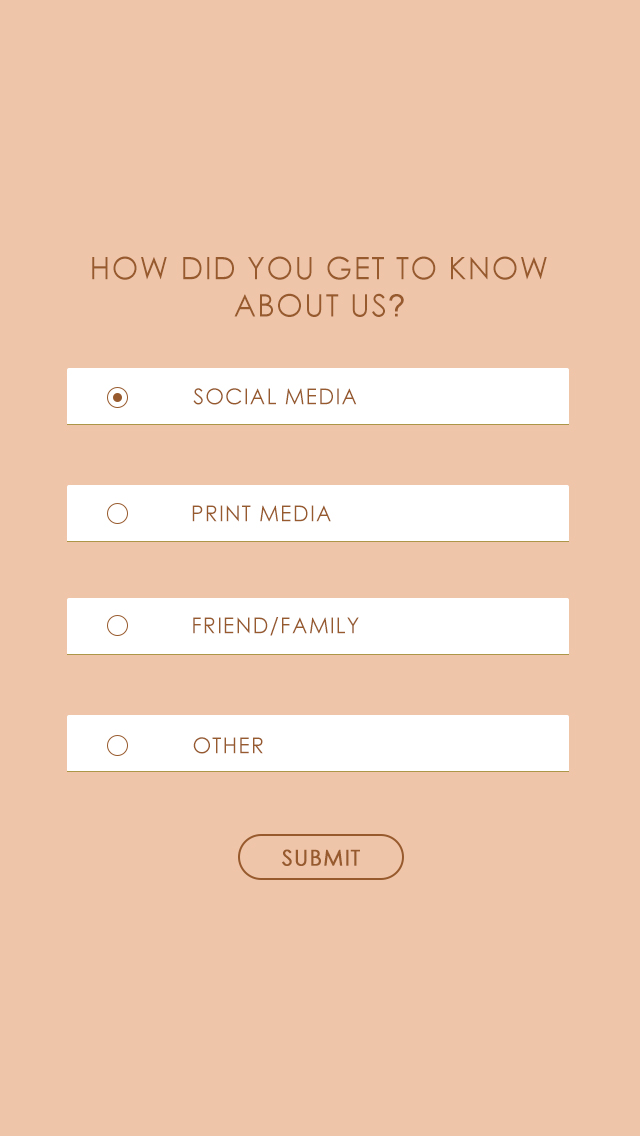 HOW DID YOU GET TO KNOW
ABOUT US?
SOCIAL MEDIA
PRINT MEDIA
FRIEND/FAMILY
OTHER
SUBMIT